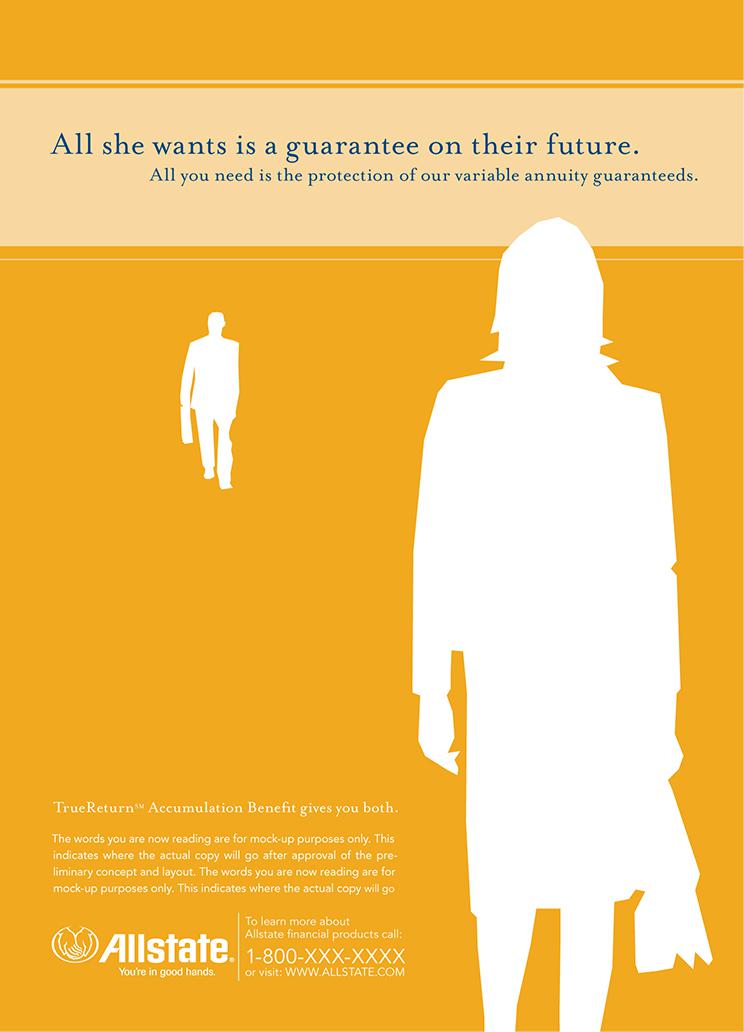 All she wants is a guarantee on their future.
All you need is the protection of our variable annuity guaranteeds.
TrueReturn℠ Accumulation Benefit gives you both.
The words you are now reading are for mock-up purposes only. This
indicates where the actual copy will go after approval of the pre-
liminary concept and layout. The words you are now reading are for
mock-up purposes only. This indicates where the actual copy will go
Allstate®
You're in good hands.
To learn more about
Allstate financial products call:
1-800-XXX-XXXX
or visit: WWW.ALLSTATE.COM